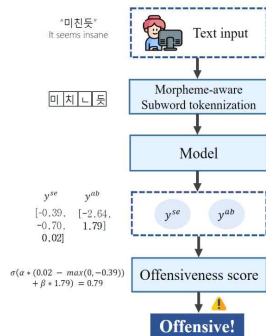 "미친듯"
It seems insane
Text input
미 치 ㄴ 듯
Morpheme-aware
Subword tokennization
Model
y^se y^ab
[-0.39, [-2.64,
-0.70, 1.79]
0.02]
y^se y^ab
σ(α * (0.02 − max(0,−0.39))
+ β * 1.79) = 0.79
Offensiveness score
Offensive!